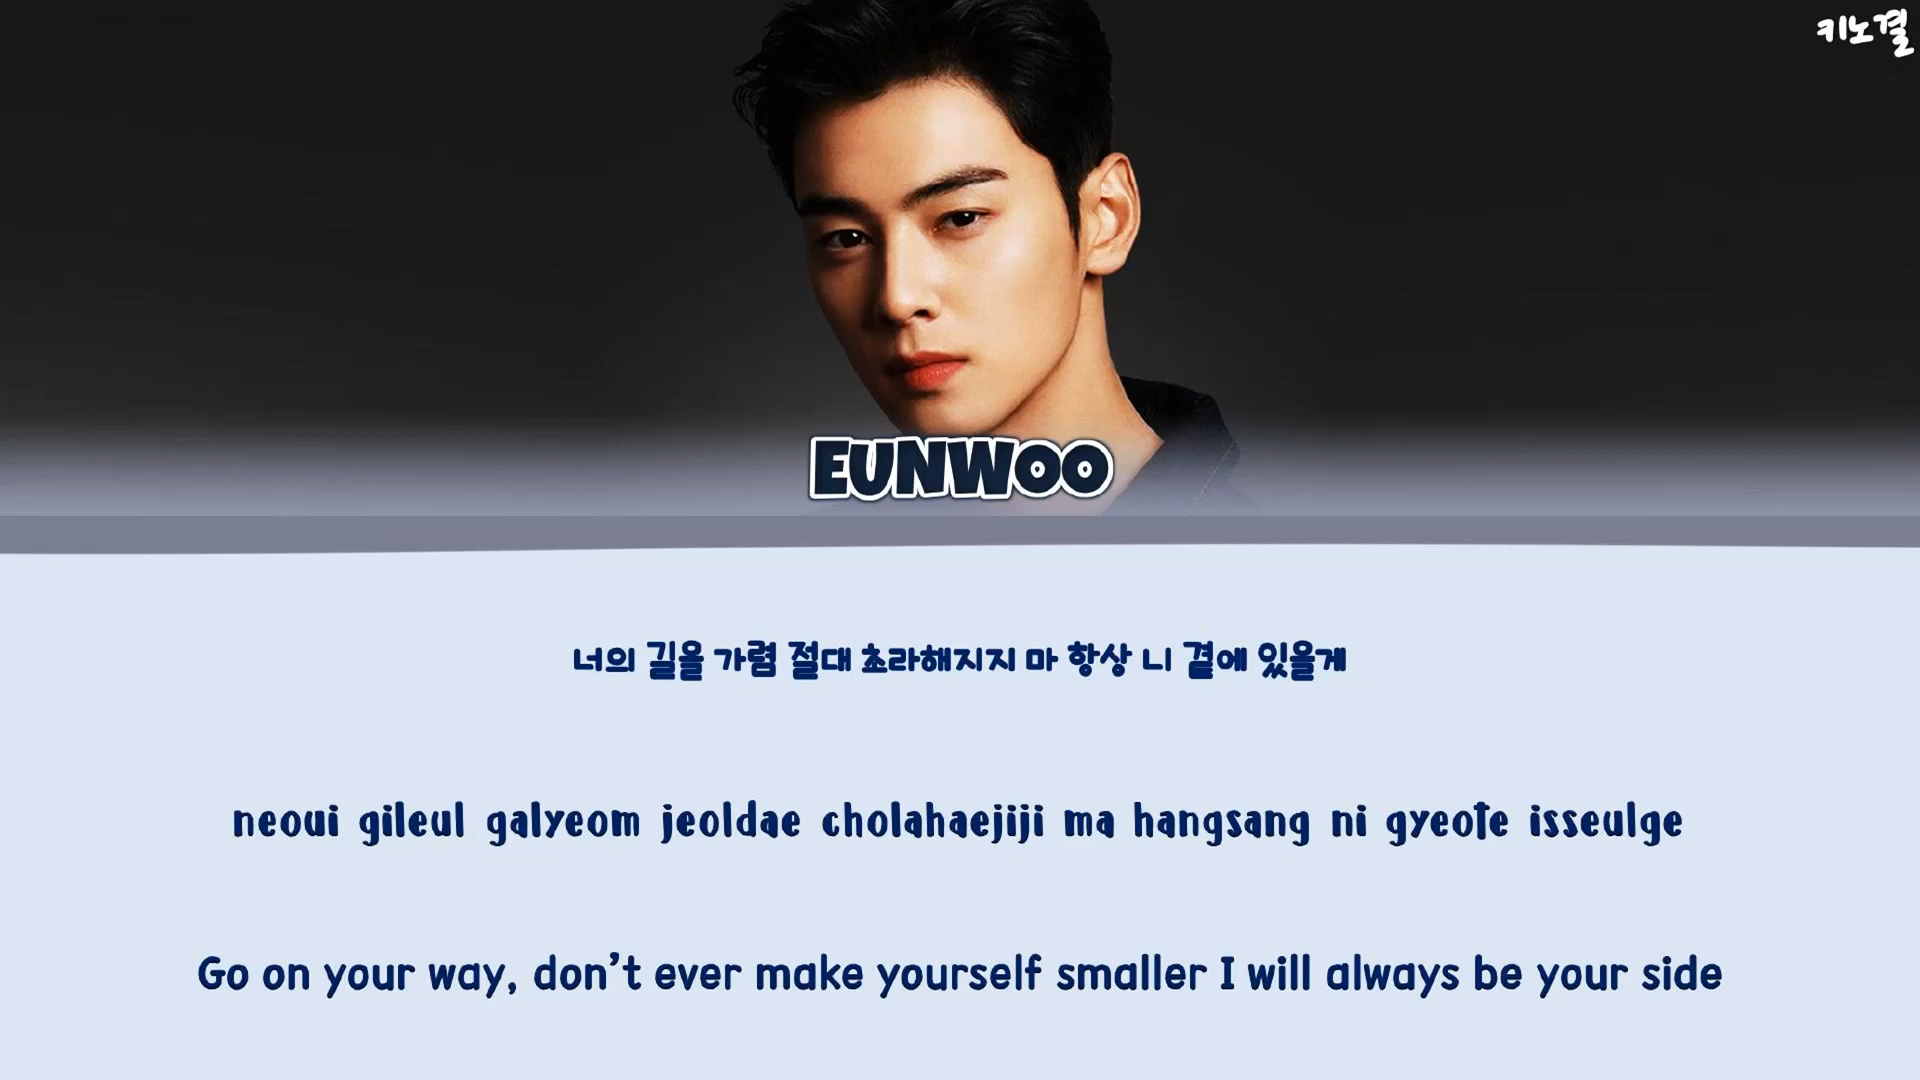 키노결
EUNWOO
너의 길을 가렴 절대 초라해지지 마 항상 니 곁에 있을게
neoui gileul galyeom jeoldae cholahaejiji ma hangsang ni gyeote isseulge
Go on your way, don't ever make yourself smaller I will always be your side